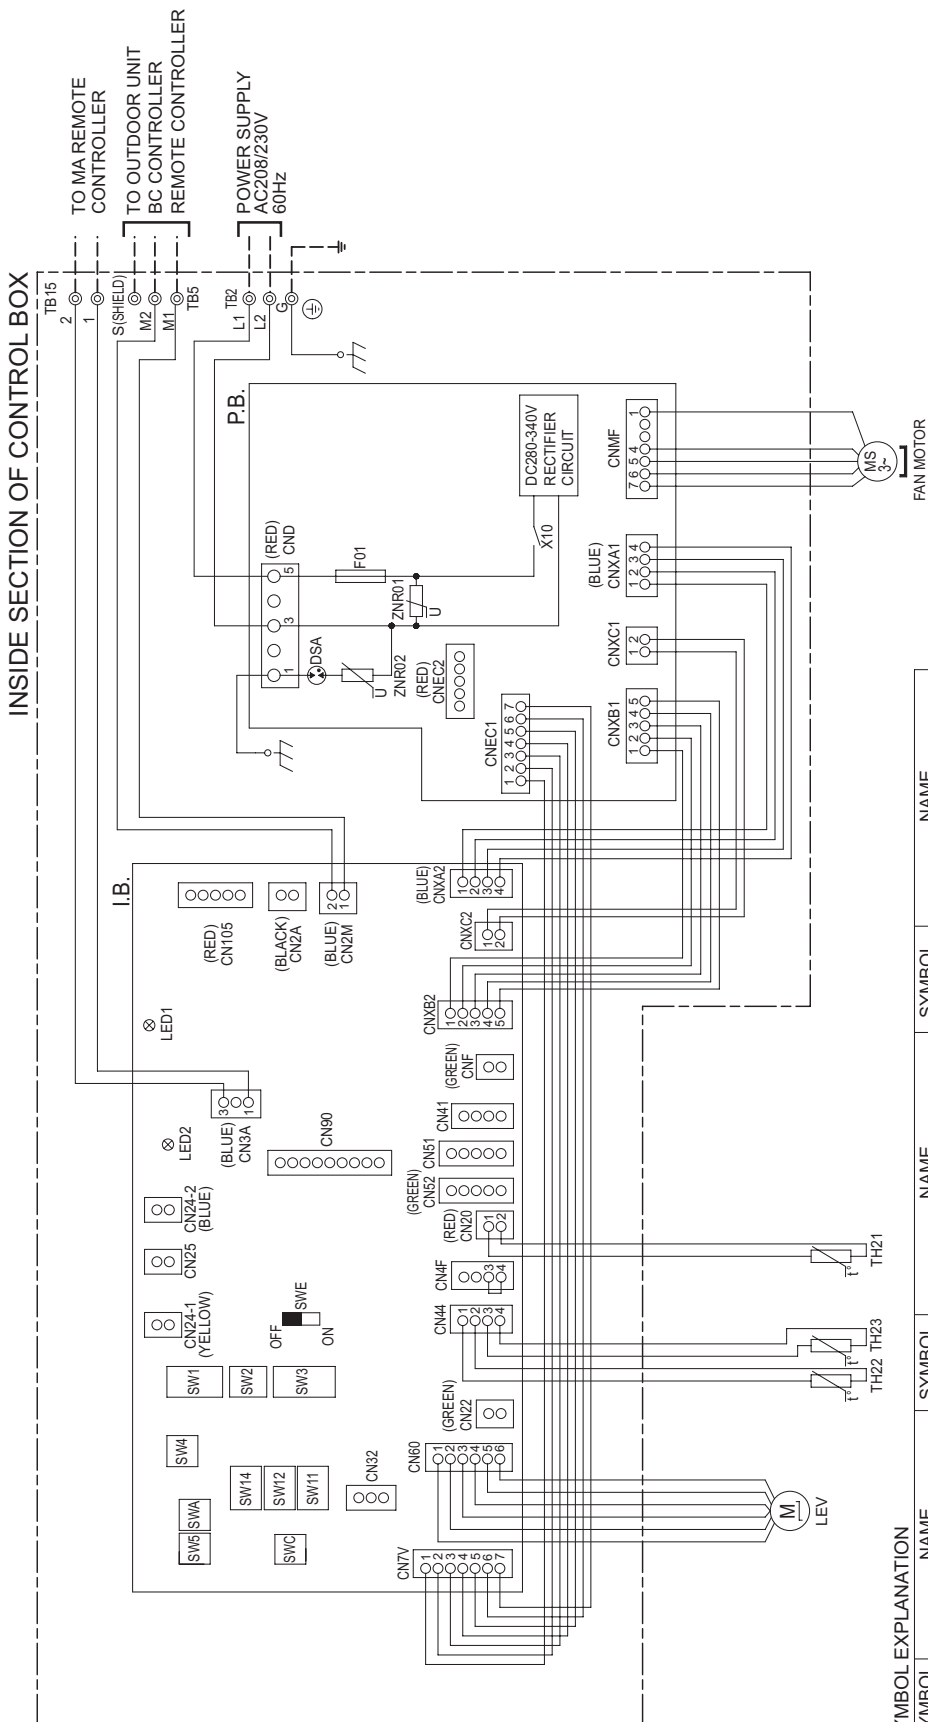 INSIDE SECTION OF CONTROL BOX
TO MA REMOTE
CONTROLLER
TO OUTDOOR UNIT
BC CONTROLLER
REMOTE CONTROLLER
POWER SUPPLY
AC208/230V
60Hz
TB15
2
1
S(SHIELD)
M2
M1
TB5
TB2
L1
L2
G
I.B.
P.B.
SW5
SWA
SW4
SWC
SW14
SW12
SW11
SW1
SW2
SW3
CN24-1
(YELLOW)
CN25
CN24-2
(BLUE)
LED2
LED1
OFF
SWE
ON
CN32
(BLUE)
CN3A
3
1
CN90
(RED)
CN105
(BLACK)
CN2A
(BLUE)
CN2M
2
1
CN7V
1
2
3
4
5
6
7
CN60
1
2
3
4
5
6
(GREEN)
CN22
CN44
1
2
3
4
CN4F
3
4
(RED)
CN20
1
2
(GREEN)
CN52
CN51
CN41
(GREEN)
CNF
CNXB2
1
2
3
4
5
CNXC2
1
2
(BLUE)
CNXA2
1
2
3
4
(RED)
CND
1
3
5
DSA
F01
ZNR01
U
ZNR02
U
(RED)
CNEC2
X10
DC280-340V
RECTIFIER
CIRCUIT
CNEC1
1 2 3 4 5 6 7
CNXB1
1 2 3 4 5
CNXC1
1 2
(BLUE)
CNXA1
1 2 3 4
CNMF
7 6 5 4 1
MS
3~
FAN MOTOR
M
LEV
t°
TH22
t°
TH23
t°
TH21
YMBOL EXPLANATION
YMBOL NAME SYMBOL NAME SYMBOL NAME